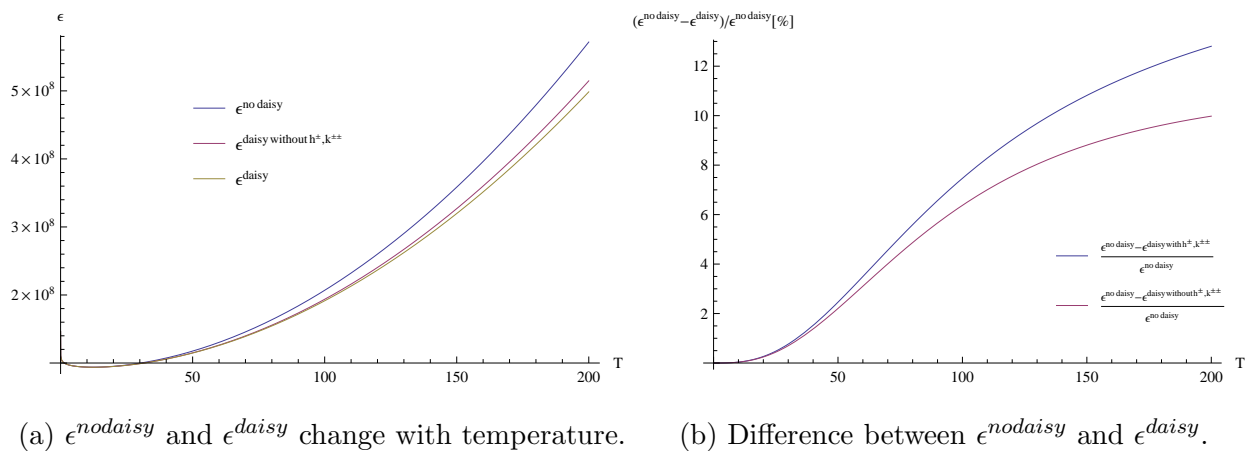 ϵ
5 × 10⁸
4 × 10⁸
3 × 10⁸
2 × 10⁸
50
100
150
200
T
ϵ^no daisy
ϵ^daisy without h^±, k^±±
ϵ^daisy
(a) ϵ^nodaisy and ϵ^daisy change with temperature.
(ϵ^no daisy−ϵ^daisy)/ϵ^no daisy[%]
12
10
8
6
4
2
50
100
150
200
T
ϵ^no daisy−ϵ^daisy with h^±, k^±±
ϵ^no daisy
ϵ^no daisy−ϵ^daisy without h^±, k^±±
ϵ^no daisy
(b) Difference between ϵ^nodaisy and ϵ^daisy.